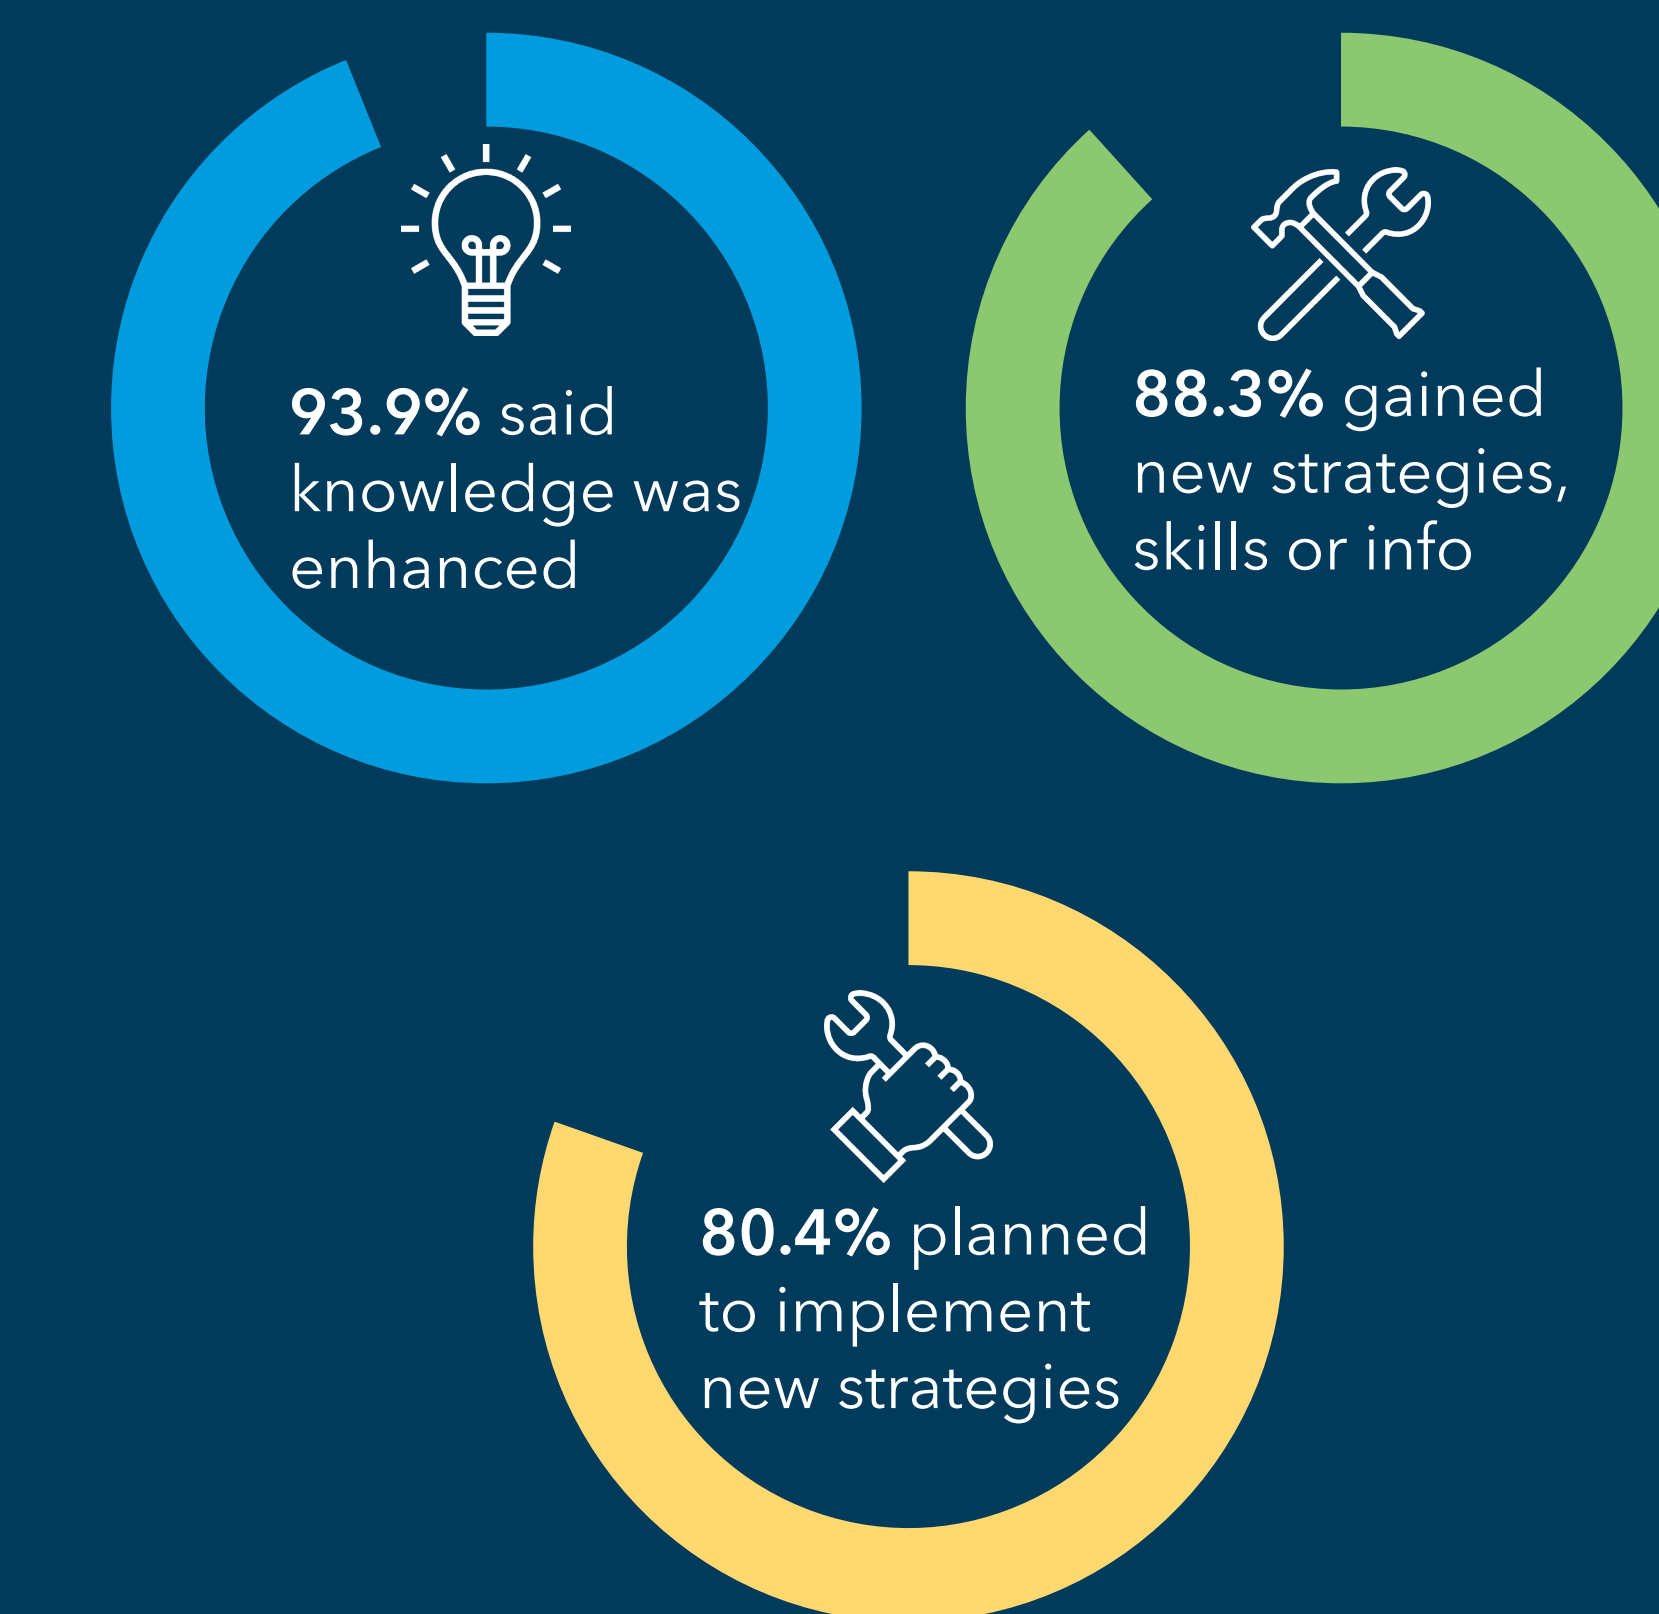 93.9% said
knowledge was
enhanced
88.3% gained
new strategies,
skills or info
80.4% planned
to implement
new strategies